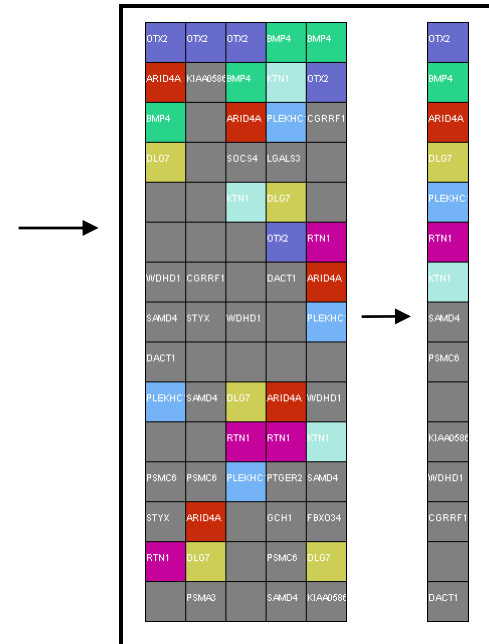 OTX2 OTX2 OTX2 BMP4 BMP4 OTX2
ARID4A KIAA0586 BMP4 KTN1 OTX2 BMP4
BMP4 ARID4A PLEKHC CGRRF1 ARID4A
DLG7 SOCS4 LGALS3 DLG7
KTN1 DLG7 PLEKHC
OTX2 RTN1 RTN1
WDHD1 CGRRF1 DACT1 ARID4A KTN1
SAMD4 STYX WDHD1 PLEKHC SAMD4
DACT1 PSMC6
PLEKHC SAMD4 DLG7 ARID4A WDHD1
RTN1 RTN1 KTN1 KIAA0586
PSMC6 PSMC6 PLEKHC PTGER2 SAMD4 WDHD1
STYX ARID4A GCH1 FBXO34 CGRRF1
RTN1 DLG7 PSMC6 DLG7
PSMA3 SAMD4 KIAA0586 DACT1